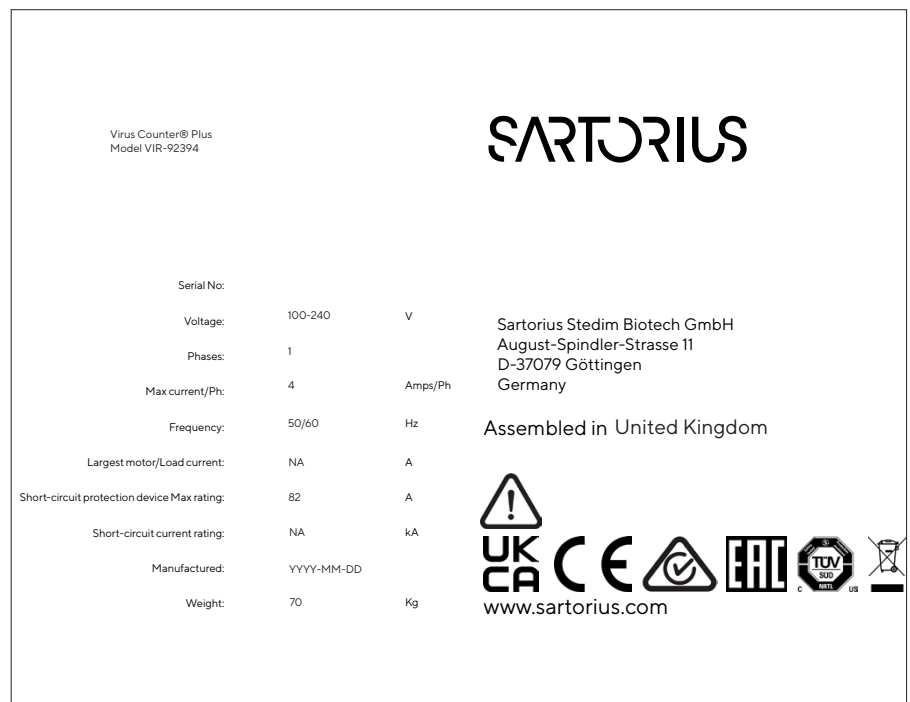 Virus Counter® Plus
Model VIR-92394
SARTORIUS
Serial No:
Voltage: 100-240 V
Phases: 1
Max current/Ph: 4 Amps/Ph
Frequency: 50/60 Hz
Largest motor/Load current: NA A
Short-circuit protection device Max rating: 82 A
Short-circuit current rating: NA kA
Manufactured: YYYY-MM-DD
Weight: 70 Kg
Sartorius Stedim Biotech GmbH
August-Spindler-Strasse 11
D-37079 Göttingen
Germany
Assembled in United Kingdom
UK
CA
CE
EAC
TÜV
SUD
NRTL
C US
www.sartorius.com